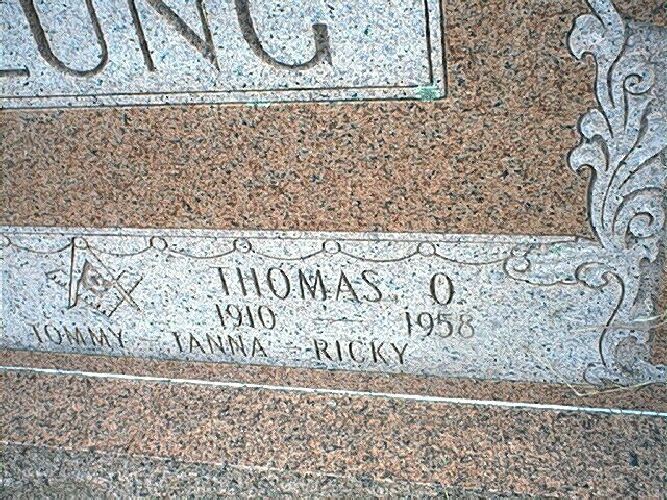 UNG
THOMAS, O.
1910 — 1958
TOMMY - TANNA - RICKY